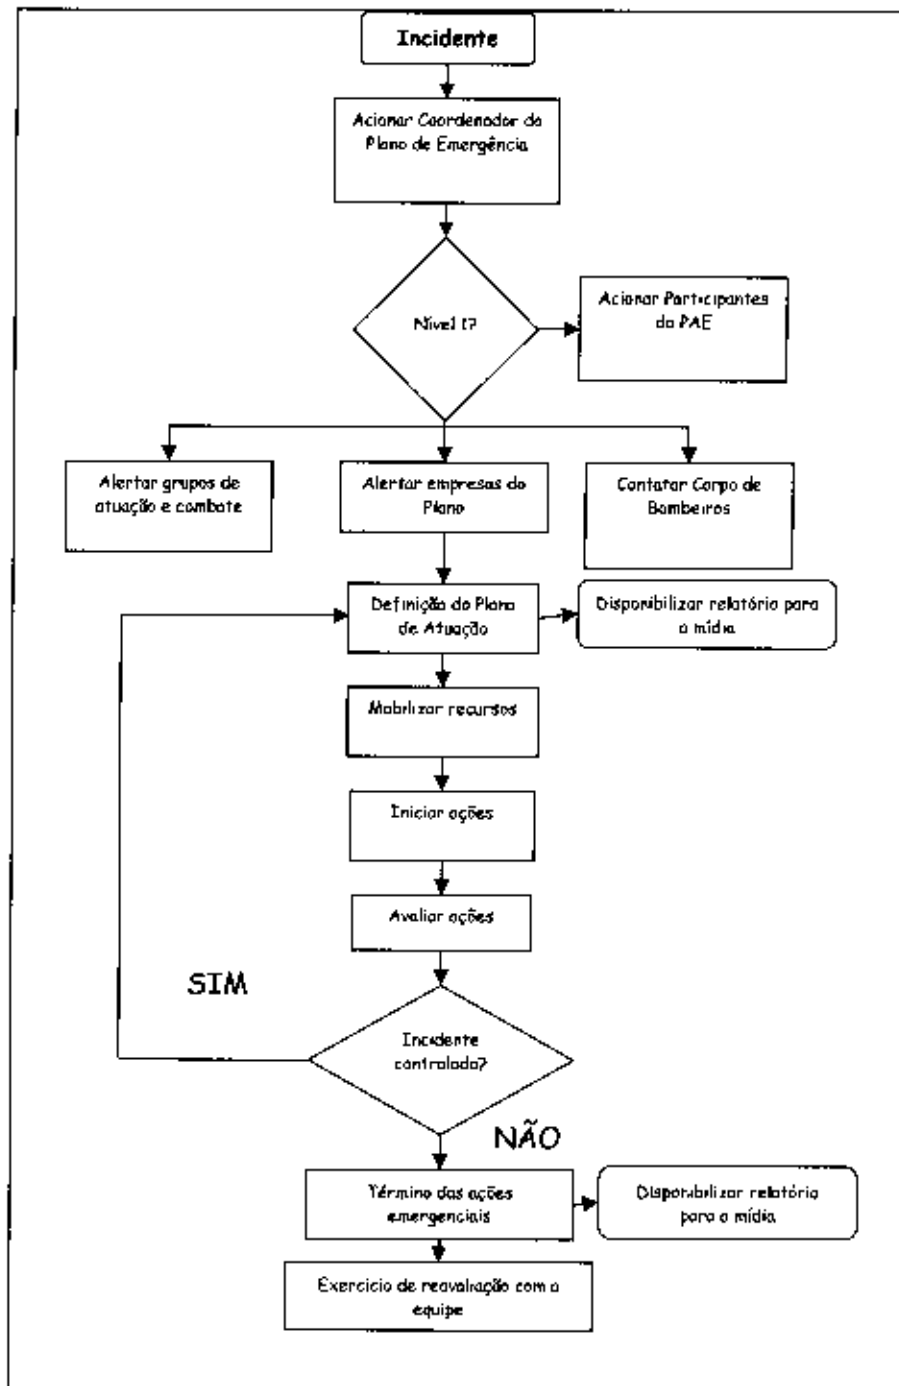 Incidente
Acionar Coordenador do
Plano de Emergência
Nível 1?
Acionar Participantes
do PAE
Alertar grupos de
atuação e combate
Alertar empresas do
Plano
Contatar Corpo de
Bombeiros
Definição do Plano
de Atuação
Disponibilizar relatório para
a mídia
Mobilizar recursos
Iniciar ações
Avaliar ações
SIM
Incidente
controlado?
NÃO
Término das ações
emergenciais
Disponibilizar relatório
para a mídia
Exercício de reavaliação com a
equipe